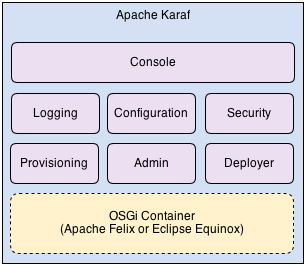 Apache Karaf
Console
Logging
Configuration
Security
Provisioning
Admin
Deployer
OSGi Container
(Apache Felix or Eclipse Equinox)